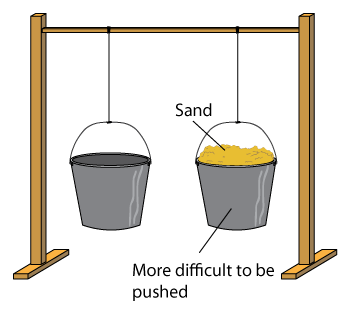 Sand
More difficult to be
pushed